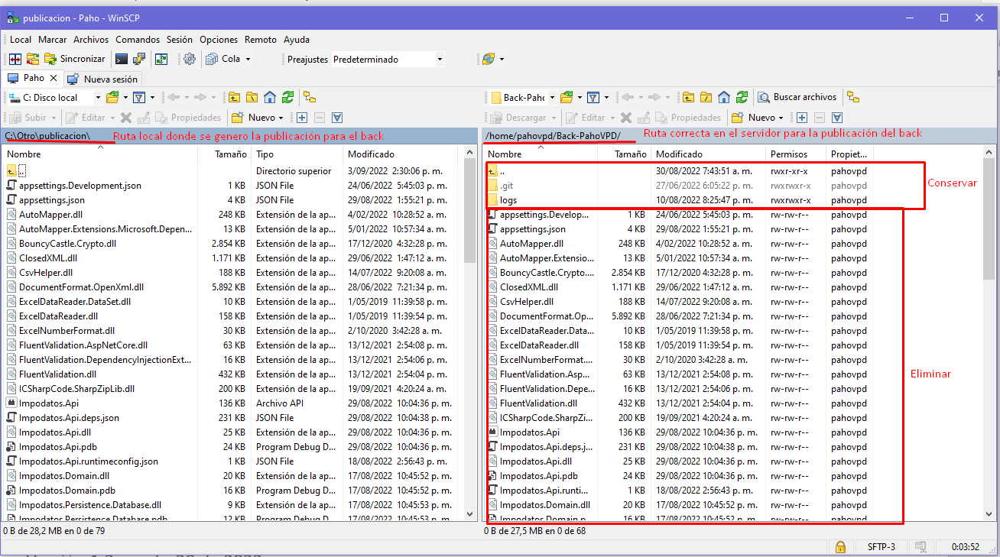 publicacion - Paho - WinSCP
Local Marcar Archivos Comandos Sesión Opciones Remoto Ayuda
Sincronizar Cola Preajustes Predeterminado
Paho Nueva sesión
C: Disco local
Back-Paho Buscar archivos
Subir Editar Propiedades Nuevo
Descargar Editar Propiedades Nuevo
C:\Otro\publicacion\ Ruta local donde se genero la publicación para el back
/home/pahovpd/Back-PahoVPD/ Ruta correcta en el servidor para la publicación del back
Nombre Tamaño Tipo Modificado
.. Directorio superior 3/09/2022 2:30:06 p. m.
appsettings.Development.json 1 KB JSON File 24/06/2022 5:45:03 p. m.
appsettings.json 4 KB JSON File 29/08/2022 1:55:21 p. m.
AutoMapper.dll 248 KB Extensión de la ap... 4/02/2022 10:28:52 a. m.
AutoMapper.Extensions.Microsoft.Depen... 13 KB Extensión de la ap... 5/01/2022 10:57:34 a. m.
BouncyCastle.Crypto.dll 2.854 KB Extensión de la ap... 17/12/2020 4:32:28 p. m.
ClosedXML.dll 1.171 KB Extensión de la ap... 29/06/2022 1:47:12 a. m.
CsvHelper.dll 188 KB Extensión de la ap... 14/07/2022 9:20:08 a. m.
DocumentFormat.OpenXml.dll 5.892 KB Extensión de la ap... 28/06/2022 7:21:34 p. m.
ExcelDataReader.DataSet.dll 10 KB Extensión de la ap... 1/05/2019 11:39:58 p. m.
ExcelDataReader.dll 158 KB Extensión de la ap... 1/05/2019 11:39:54 p. m.
ExcelNumberFormat.dll 30 KB Extensión de la ap... 2/10/2020 3:42:28 a. m.
FluentValidation.AspNetCore.dll 63 KB Extensión de la ap... 13/12/2021 2:54:08 p. m.
FluentValidation.DependencyInjectionExt... 16 KB Extensión de la ap... 13/12/2021 2:54:06 p. m.
FluentValidation.dll 432 KB Extensión de la ap... 13/12/2021 2:54:04 p. m.
ICSharpCode.SharpZipLib.dll 200 KB Extensión de la ap... 19/09/2021 4:20:24 a. m.
Impodatos.Api 136 KB Archivo API 29/08/2022 10:04:36 p. m.
Impodatos.Api.deps.json 231 KB JSON File 29/08/2022 10:04:38 p. m.
Impodatos.Api.dll 25 KB Extensión de la ap... 29/08/2022 10:04:36 p. m.
Impodatos.Api.pdb 24 KB Program Debug D... 29/08/2022 10:04:36 p. m.
Impodatos.Api.runtimeconfig.json 1 KB JSON File 18/08/2022 2:56:43 p. m.
Impodatos.Domain.dll 20 KB Extensión de la ap... 17/08/2022 10:45:52 p. m.
Impodatos.Domain.pdb 16 KB Program Debug D... 17/08/2022 10:45:52 p. m.
Impodatos.Persistence.Database.dll 9 KB Extensión de la ap... 17/08/2022 10:45:53 p. m.
Impodatos.Persistence.Database.pdb 12 KB Program Debug D... 17/08/2022 10:45:53 p. m.
0 B de 28,2 MB en 0 de 79
Nombre Tamaño Modificado Permisos Propiet...
.. 30/08/2022 7:43:51 a. m. rwxr-xr-x pahovpd
.git 27/06/2022 6:05:22 p. m. rwxrwxr-x pahovpd
Conservar
logs 10/08/2022 8:25:47 p. m. rwxrwxr-x pahovpd
appsettings.Develop... 1 KB 24/06/2022 5:45:03 p. m. rw-rw-r-- pahovpd
appsettings.json 4 KB 29/08/2022 1:55:21 p. m. rw-rw-r-- pahovpd
AutoMapper.dll 248 KB 4/02/2022 10:28:52 a. m. rw-rw-r-- pahovpd
AutoMapper.Extensio... 13 KB 5/01/2022 10:57:34 a. m. rw-rw-r-- pahovpd
BouncyCastle.Crypto.... 2.854 KB 17/12/2020 4:32:28 p. m. rw-rw-r-- pahovpd
ClosedXML.dll 1.171 KB 29/06/2022 1:47:12 a. m. rw-rw-r-- pahovpd
CsvHelper.dll 188 KB 14/07/2022 9:20:08 a. m. rw-rw-r-- pahovpd
DocumentFormat.Op... 5.892 KB 28/06/2022 7:21:34 p. m. rw-rw-r-- pahovpd
ExcelDataReader.Data... 10 KB 1/05/2019 11:39:58 p. m. rw-rw-r-- pahovpd
ExcelDataReader.dll 158 KB 1/05/2019 11:39:54 p. m. rw-rw-r-- pahovpd
ExcelNumberFormat.... 30 KB 2/10/2020 3:42:28 a. m. rw-rw-r-- pahovpd
FluentValidation.Asp... 63 KB 13/12/2021 2:54:08 p. m. rw-rw-r-- pahovpd
Eliminar
FluentValidation.Depe... 16 KB 13/12/2021 2:54:06 p. m. rw-rw-r-- pahovpd
FluentValidation.dll 432 KB 13/12/2021 2:54:04 p. m. rw-rw-r-- pahovpd
ICSharpCode.SharpZi... 200 KB 19/09/2021 4:20:24 a. m. rw-rw-r-- pahovpd
Impodatos.Api 136 KB 29/08/2022 10:04:36 p. m. rw-rw-r-- pahovpd
Impodatos.Api.deps.j... 231 KB 29/08/2022 10:04:38 p. m. rw-rw-r-- pahovpd
Impodatos.Api.dll 25 KB 29/08/2022 10:04:36 p. m. rw-rw-r-- pahovpd
Impodatos.Api.pdb 24 KB 29/08/2022 10:04:36 p. m. rw-rw-r-- pahovpd
Impodatos.Api.runti... 1 KB 18/08/2022 2:56:43 p. m. rw-rw-r-- pahovpd
Impodatos.Domain.dll 20 KB 17/08/2022 10:45:52 p. m. rw-rw-r-- pahovpd
Impodatos.Domain.p... 16 KB 17/08/2022 10:45:52 p. m. rw-rw-r-- pahovpd
0 B de 27,5 MB en 0 de 68
SFTP-3 0:03:52